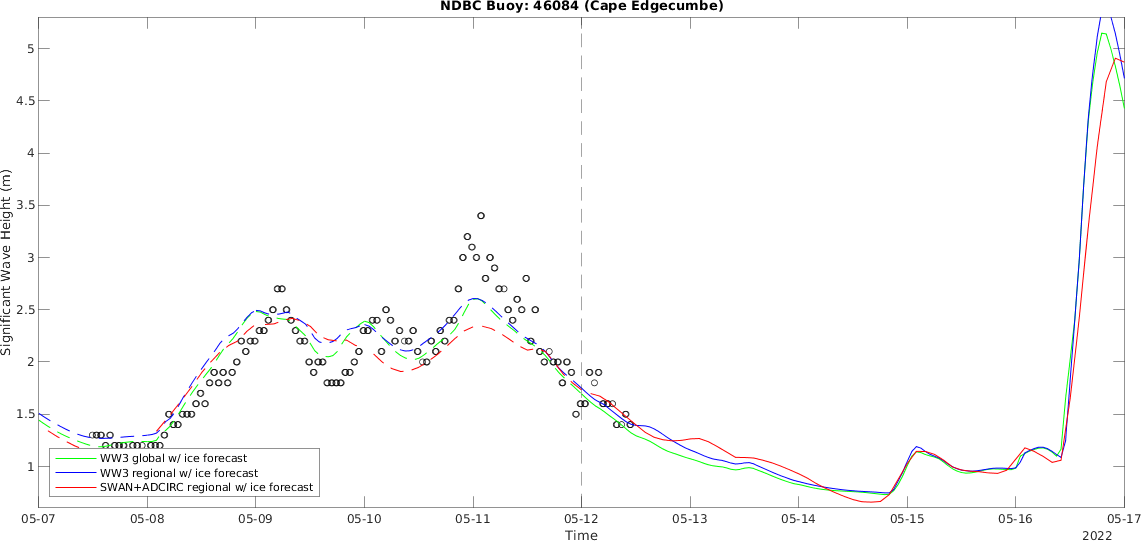 NDBC Buoy: 46084 (Cape Edgecumbe)
5
4.5
4
3.5
3
2.5
2
1.5
1
Significant Wave Height (m)
WW3 global w/ ice forecast
WW3 regional w/ ice forecast
SWAN+ADCIRC regional w/ ice forecast
05-07 05-08 05-09 05-10 05-11 05-12 05-13 05-14 05-15 05-16 05-17
Time
2022